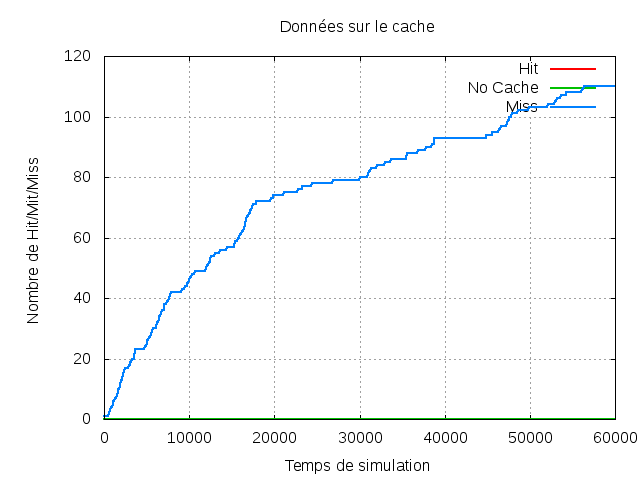 Données sur le cache
120
100
80
60
40
20
0
Nombre de Hit/Mit/Miss
Hit
No Cache
Miss
0 10000 20000 30000 40000 50000 60000
Temps de simulation